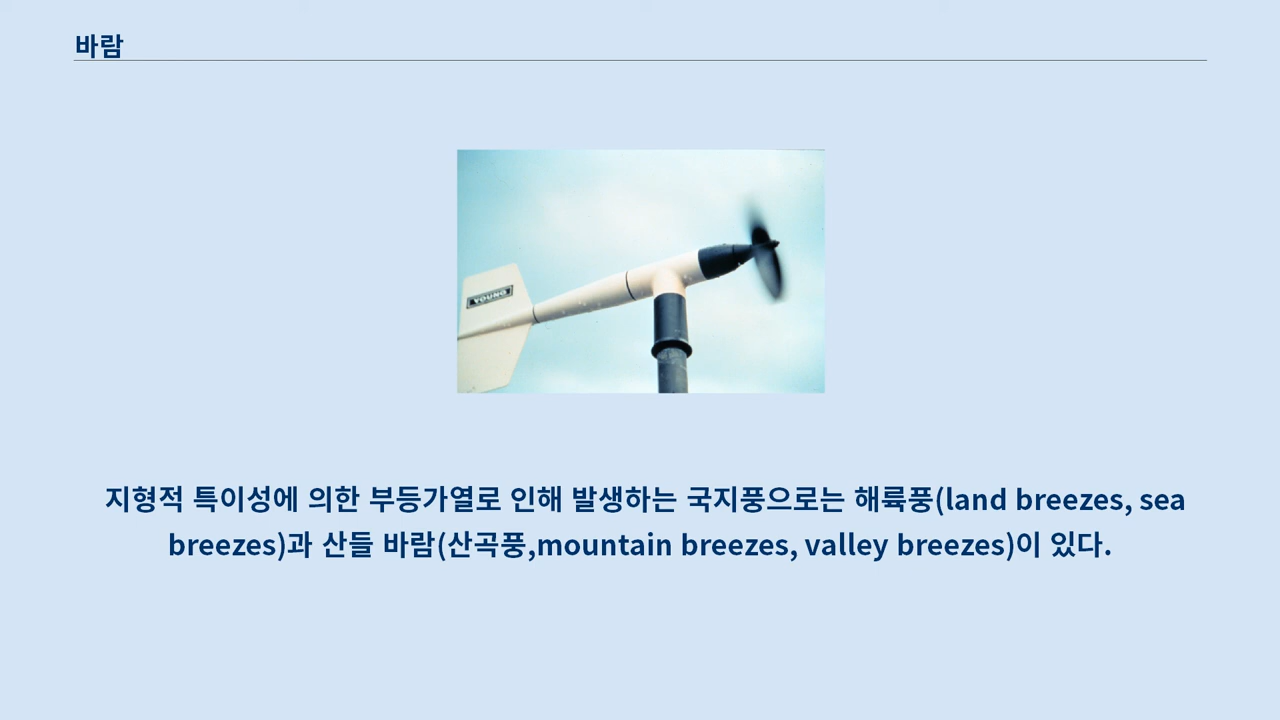 바람
YOUNG
지형적 특이성에 의한 부등가열로 인해 발생하는 국지풍으로는 해륙풍(land breezes, sea
breezes)과 산들 바람(산곡풍,mountain breezes, valley breezes)이 있다.